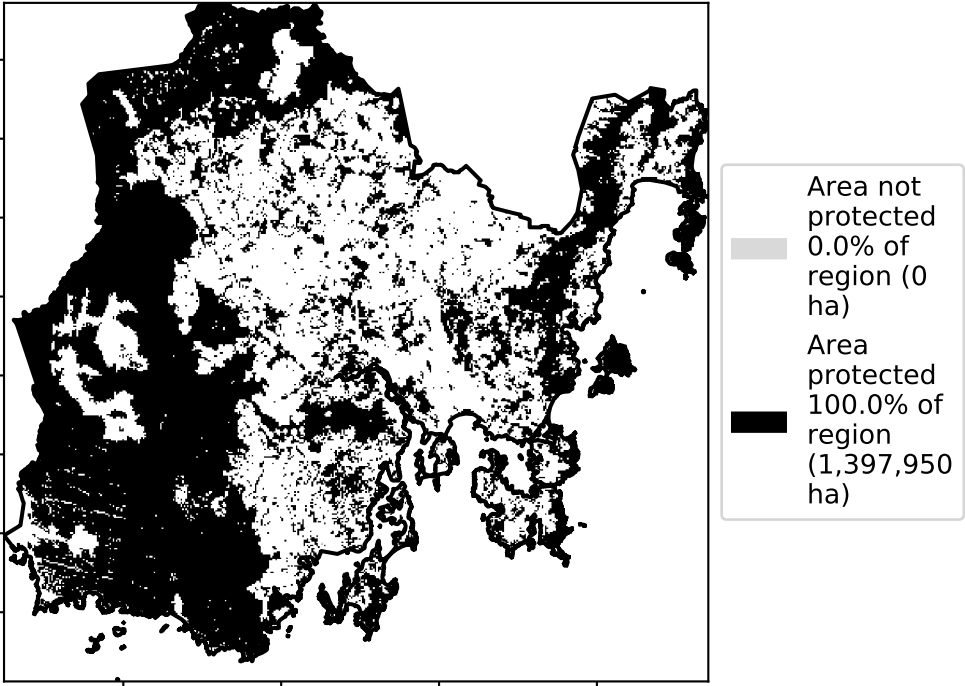 Area not
protected
0.0% of
region (0
ha)
Area
protected
100.0% of
region
(1,397,950
ha)